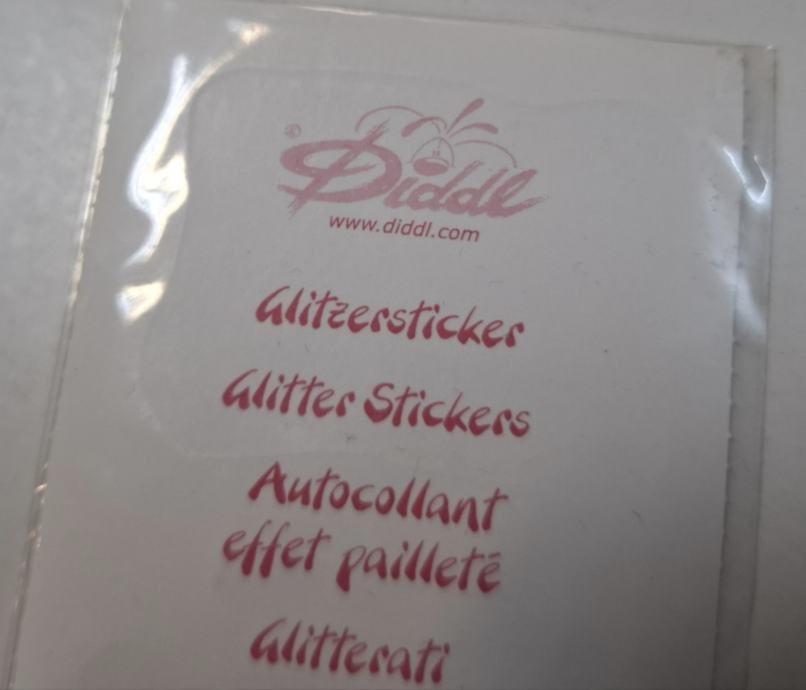 ® Diddl
www.diddl.com
Glitzersticker
Glitter Stickers
Autocollant
effet pailleté
Glitterati